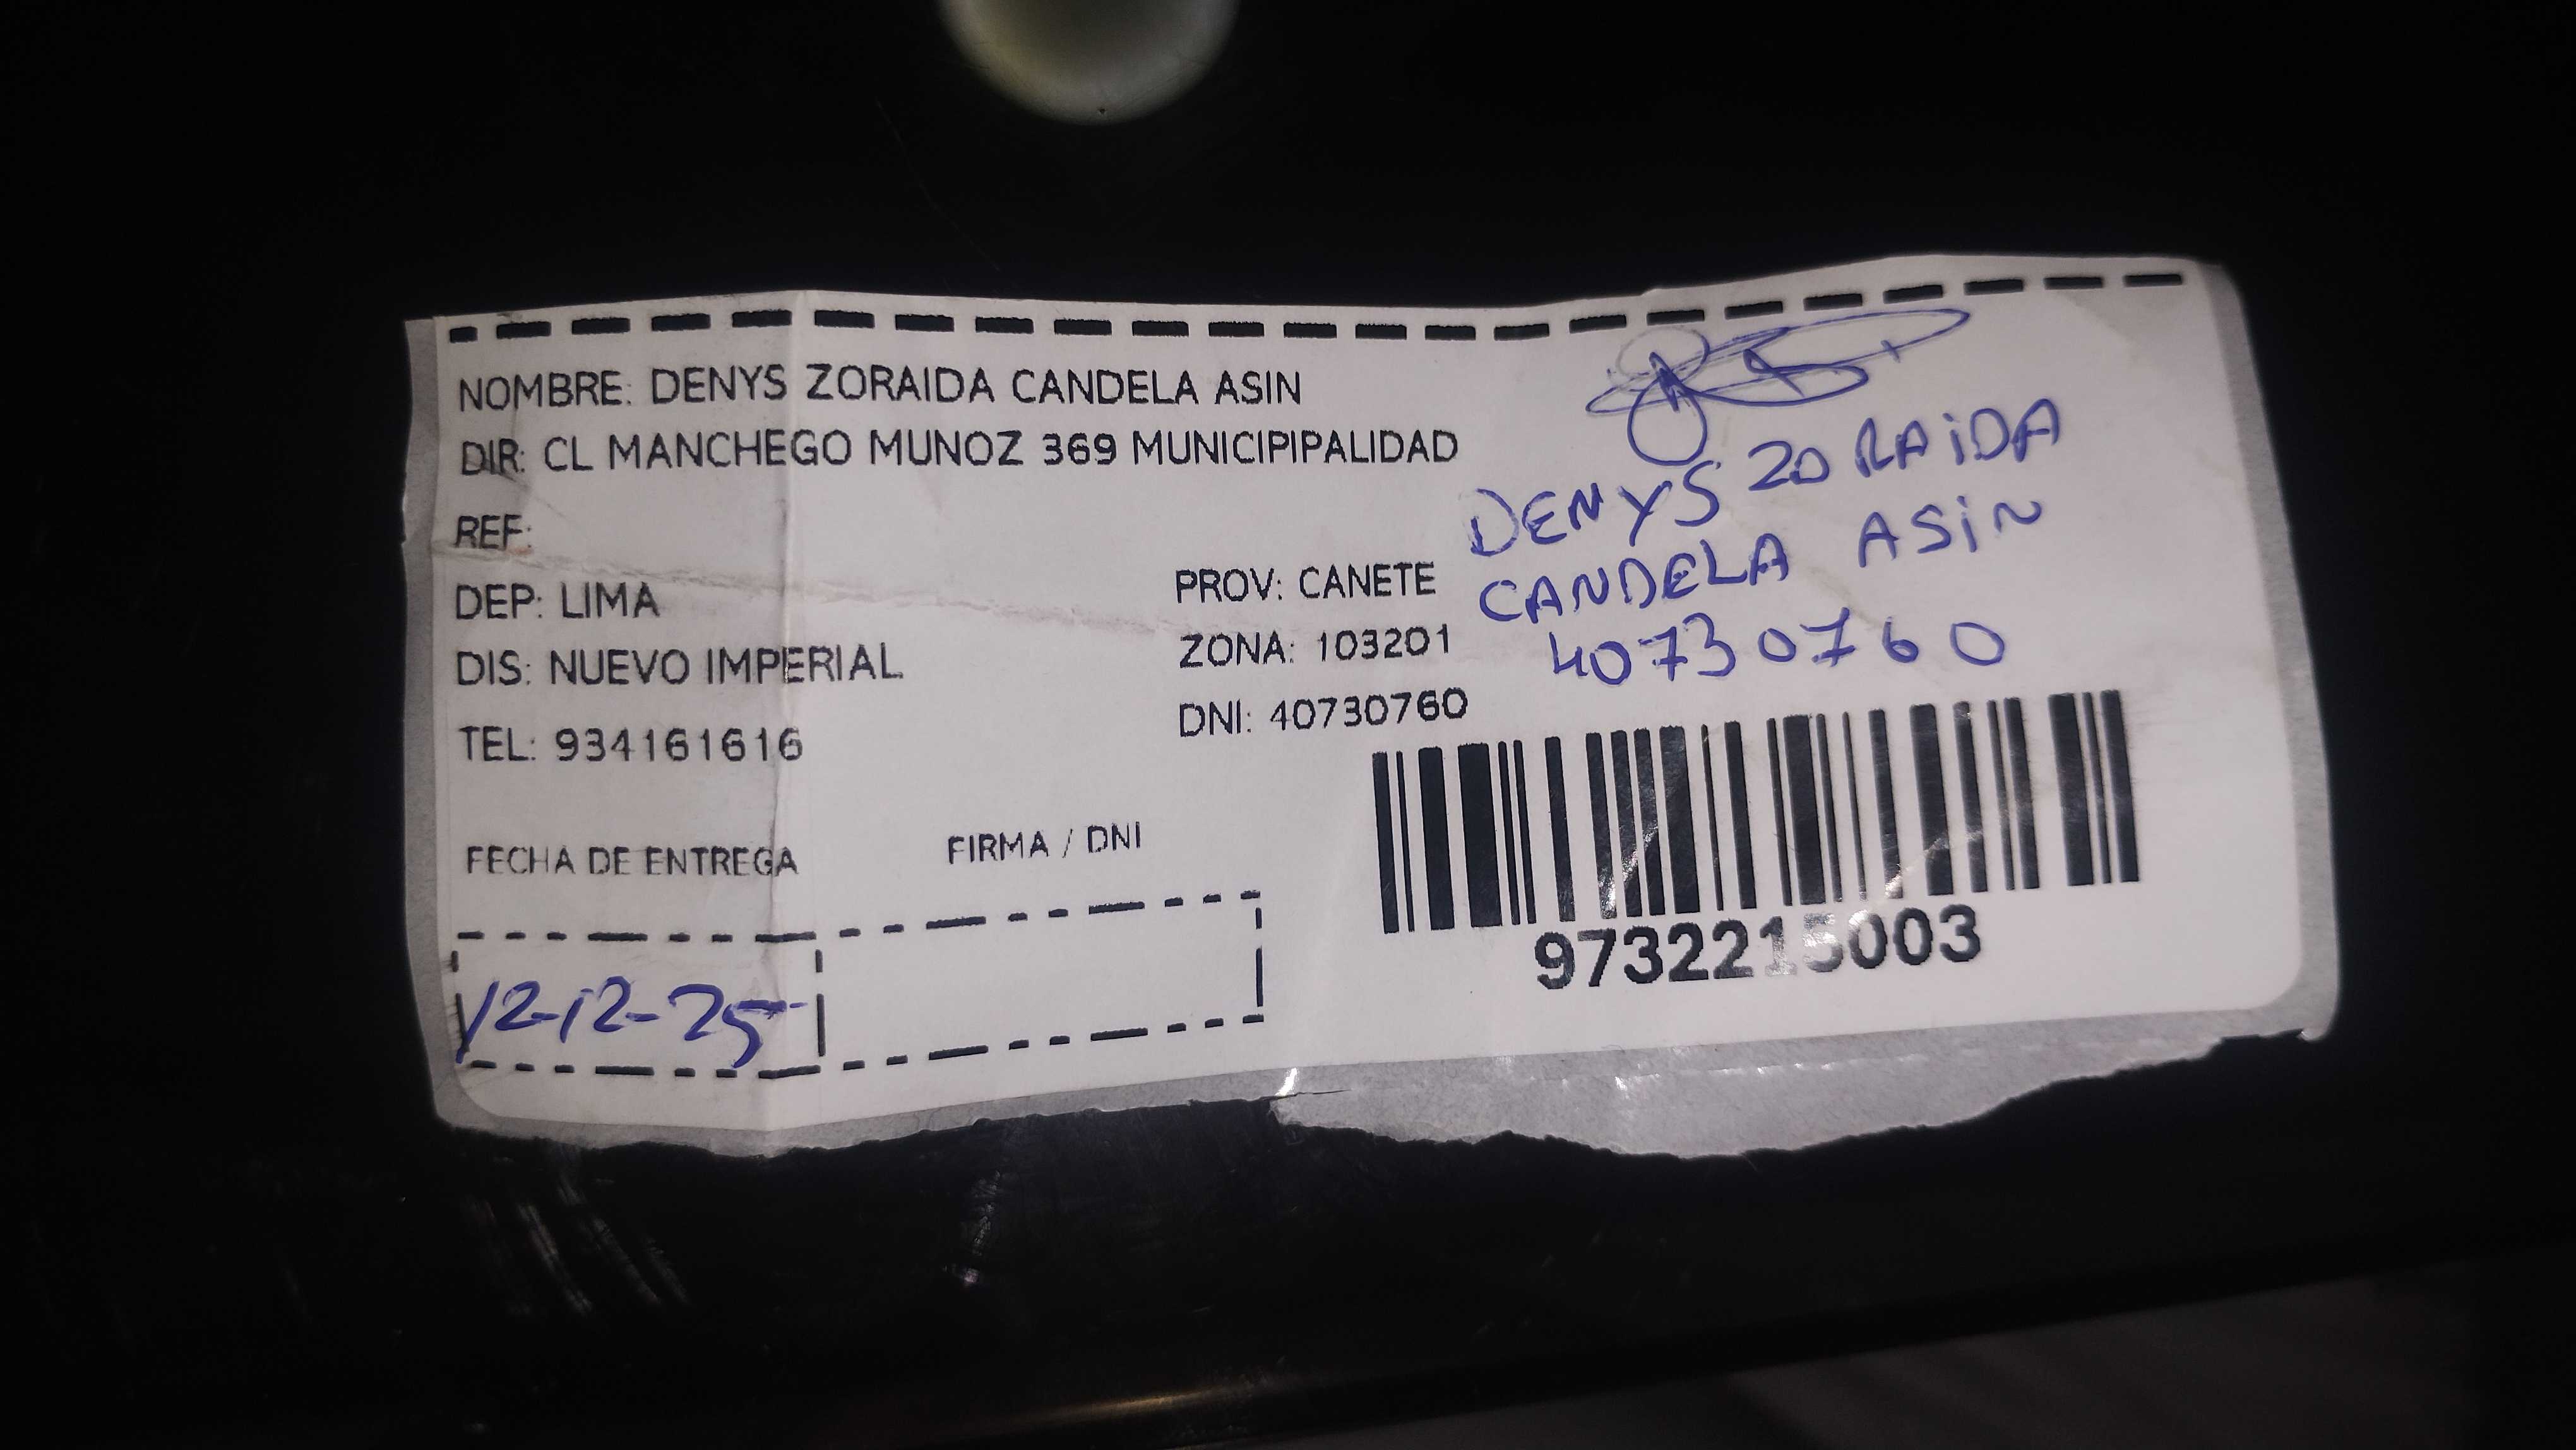 NOMBRE: DENYS ZORAIDA CANDELA ASIN
DIR: CL MANCHEGO MUNOZ 369 MUNICIPIPALIDAD
REF:
DEP: LIMA
PROV: CANETE
DIS: NUEVO IMPERIAL
ZONA: 103201
TEL: 934161616
DNI: 40730760
DENYS ZORAIDA
CANDELA ASIN
40730760
FECHA DE ENTREGA
FIRMA / DNI
12-12-25
9732215003